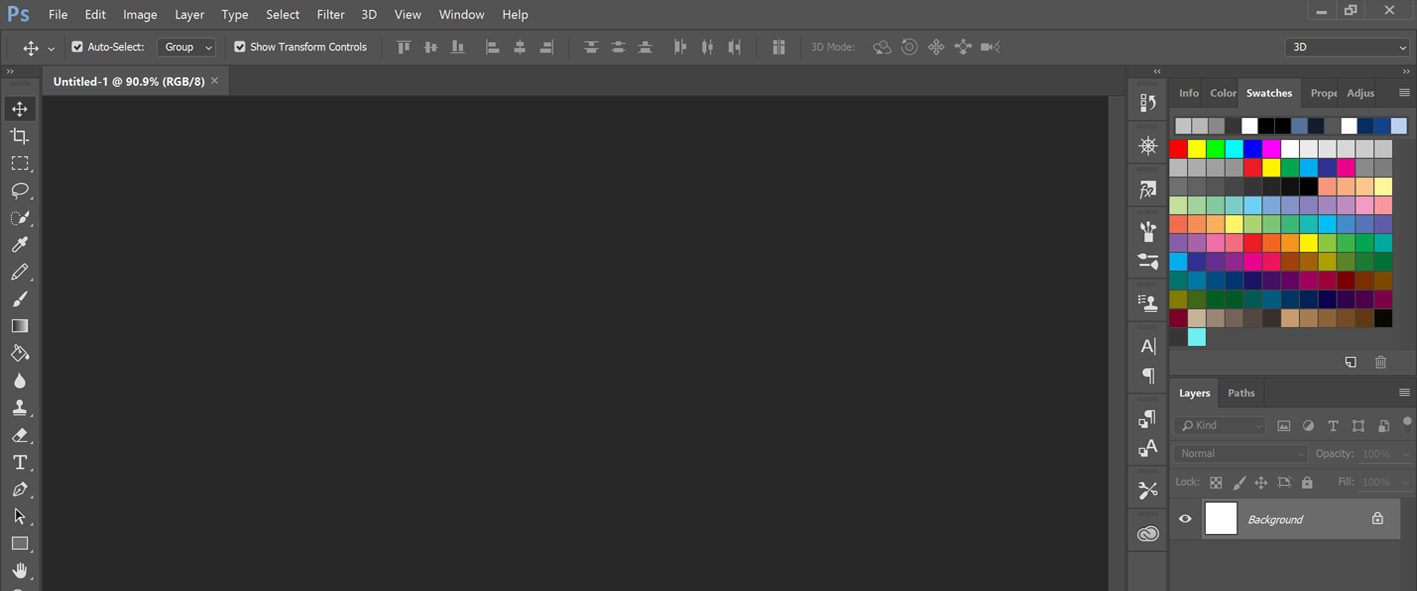 Ps File Edit Image Layer Type Select Filter 3D View Window Help
Auto-Select: Group Show Transform Controls 3D Mode: 3D
Untitled-1 @ 90.9% (RGB/8) ×
Info Color Swatches Prope Adjus
Layers Paths
Kind
Normal Opacity: 100%
Lock: Fill: 100%
Background